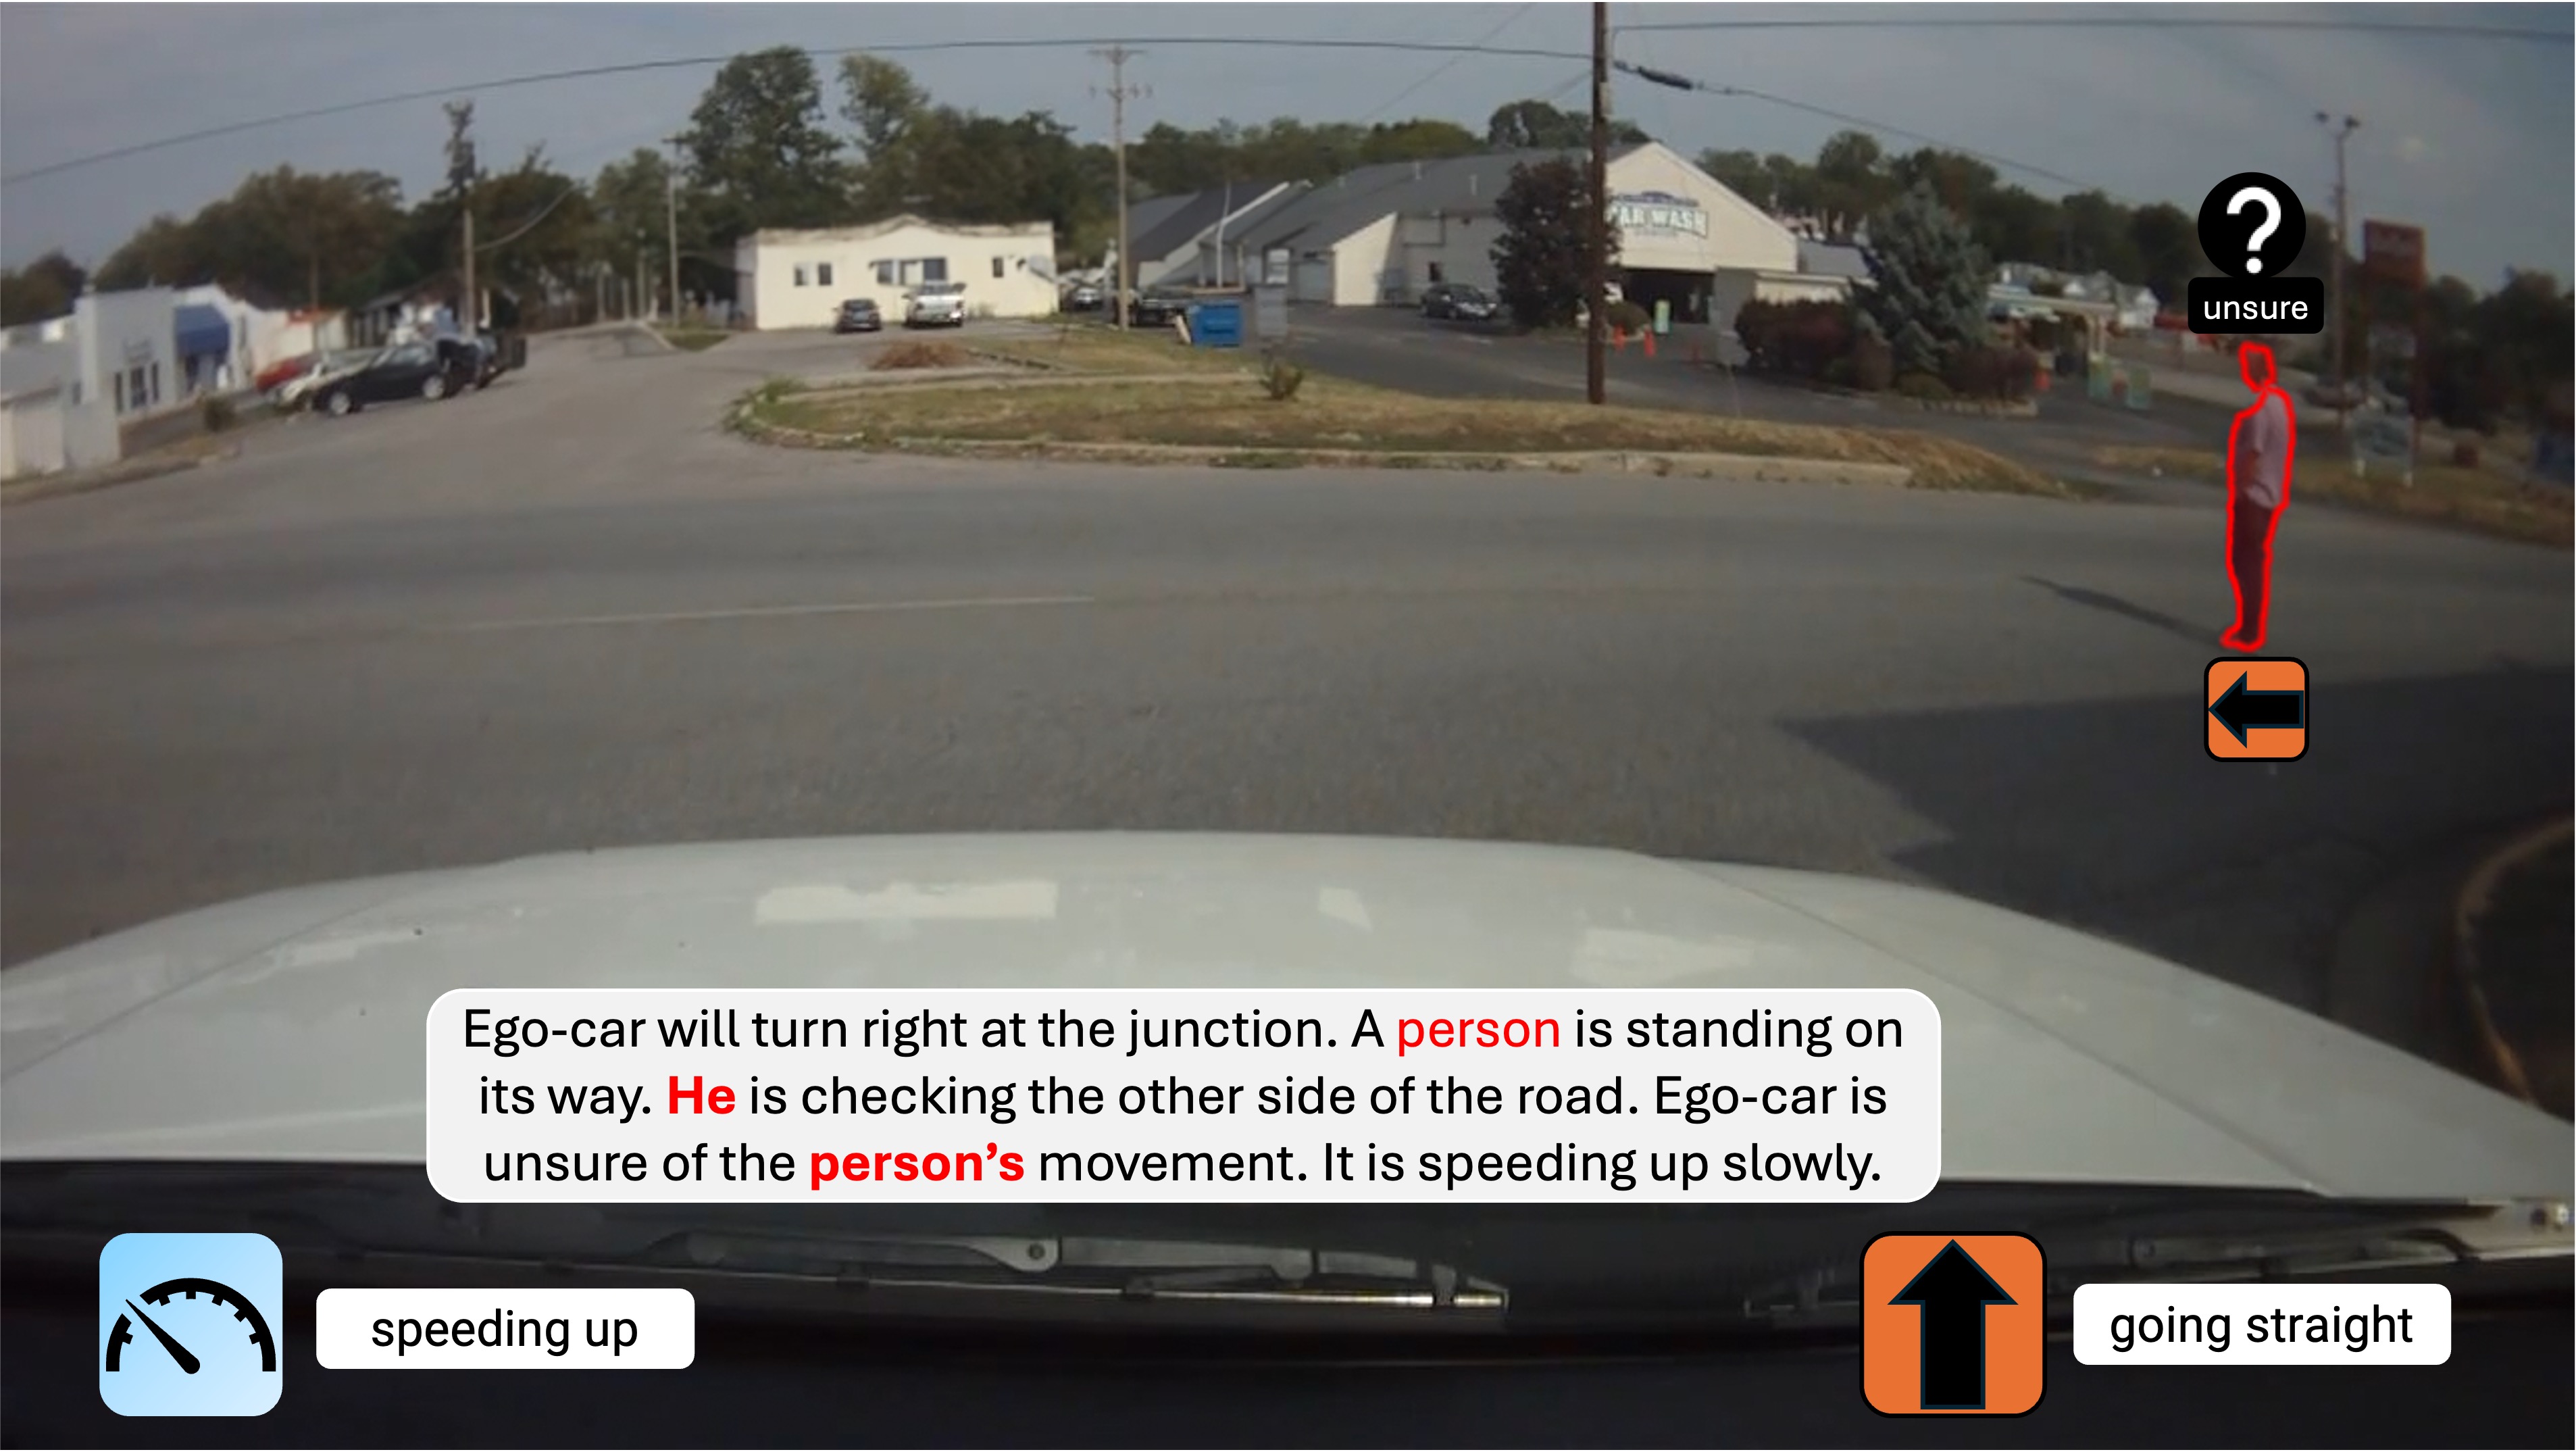 CAR WASH
?
unsure
Ego-car will turn right at the junction. A person is standing on
its way. He is checking the other side of the road. Ego-car is
unsure of the person's movement. It is speeding up slowly.
speeding up
going straight